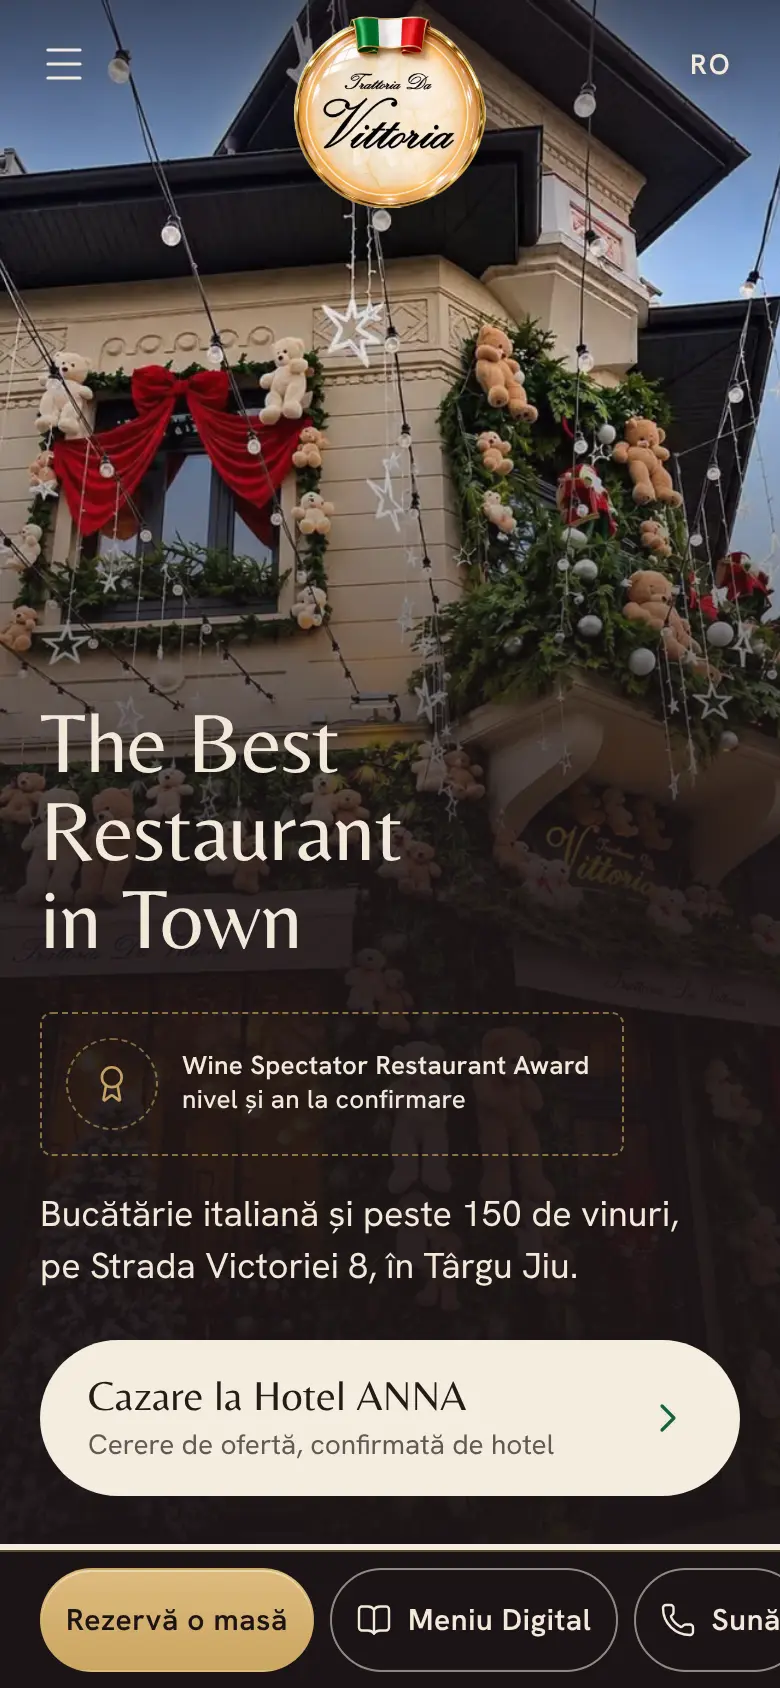 RO
Trattoria Da
Vittoria
Vittoria
The Best
Restaurant
in Town
Wine Spectator Restaurant Award
nivel și an la confirmare
Bucătărie italiană și peste 150 de vinuri,
pe Strada Victoriei 8, în Târgu Jiu.
Cazare la Hotel ANNA
Cerere de ofertă, confirmată de hotel
Rezervă o masă
Meniu Digital
Sună